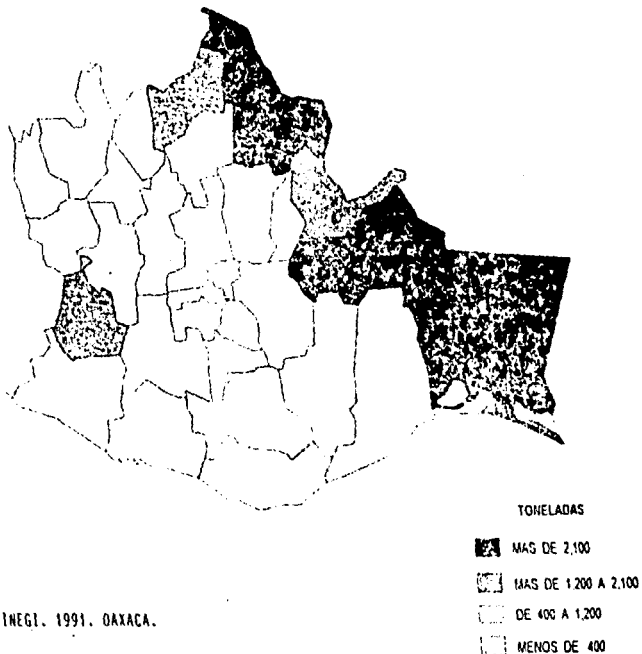 TONELADAS
MAS DE 2,100
MAS DE 1,200 A 2,100
DE 400 A 1,200
MENOS DE 400
INEGI. 1991. OAXACA.